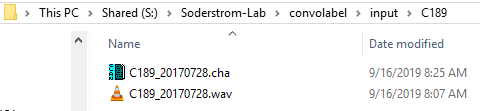 This PC > Shared (S:) > Soderstrom-Lab > convolabel > input > C189
Name Date modified
C189_20170728.cha 9/16/2019 8:25 AM
C189_20170728.wav 9/16/2019 8:07 AM